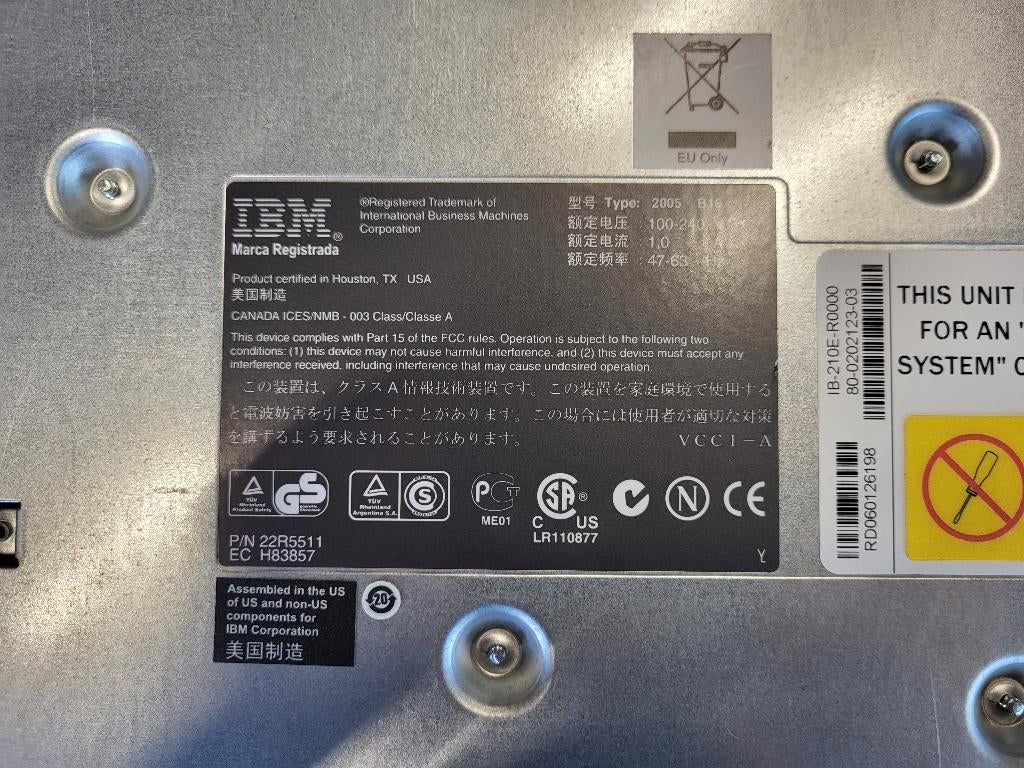 EU Only
IBM®
Marca Registrada
®Registered Trademark of
International Business Machines
Corporation
型号 Type: 2005 B16
额定电压 : 100-240 V
额定电流 : 1,0
额定频率 : 47-63 Hz
Product certified in Houston, TX USA
美国制造
CANADA ICES/NMB - 003 Class/Classe A
This device complies with Part 15 of the FCC rules. Operation is subject to the following two
conditions: (1) this device may not cause harmful interference, and (2) this device must accept any
interference received, including interference that may cause undesired operation.
この装置は、クラスA情報技術装置です。この装置を家庭環境で使用する
と電波妨害を引き起こすことがあります。この場合には使用者が適切な対策
を講ずるよう要求されることがあります。 VCCI-A
TÜV
Rheinland
Product Safety
GS
geprüfte
Sicherheit
TÜV
Rheinland
Argentina S.A.
S
PCT
ME01
SA®
C US
LR110877
N
CE
P/N 22R5511
EC H83857
Y
Assembled in the US
of US and non-US
components for
IBM Corporation
美国制造
20
IB-210E-R0000
80-0202123-03
RD060126198
THIS UNIT
FOR AN "
SYSTEM" O